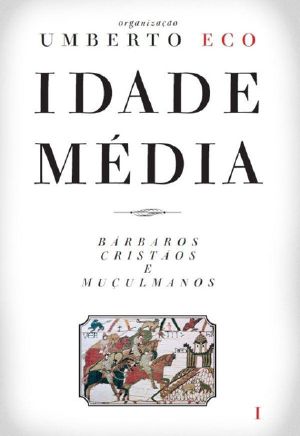 organização
UMBERTO ECO
IDADE
MÉDIA
BÁRBAROS
CRISTÃOS
E
MUÇULMANOS
I